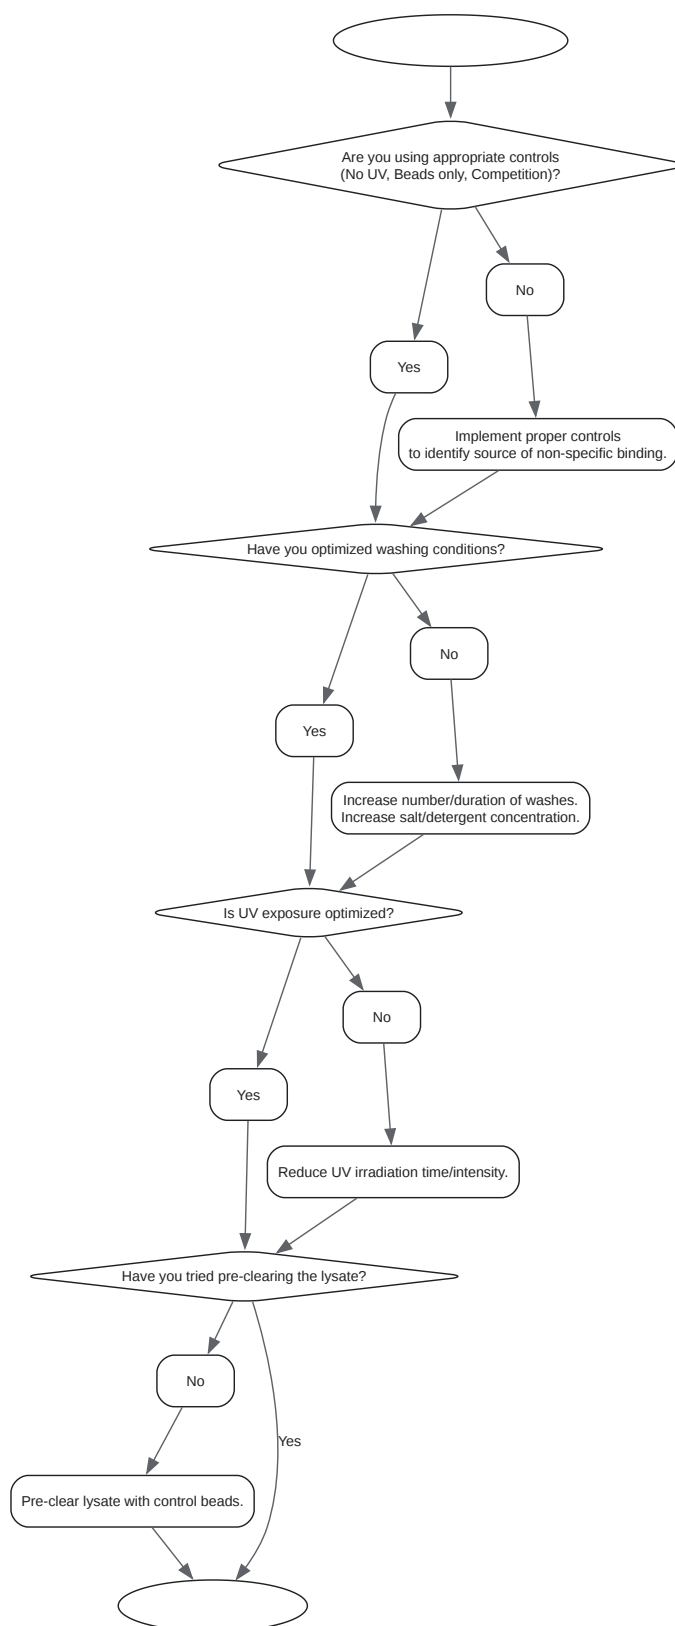 Are you using appropriate controls
(No UV, Beads only, Competition)?
No
Yes
Implement proper controls
to identify source of non-specific binding.
Have you optimized washing conditions?
No
Yes
Increase number/duration of washes.
Increase salt/detergent concentration.
Is UV exposure optimized?
No
Yes
Reduce UV irradiation time/intensity.
Have you tried pre-clearing the lysate?
No
Yes
Pre-clear lysate with control beads.